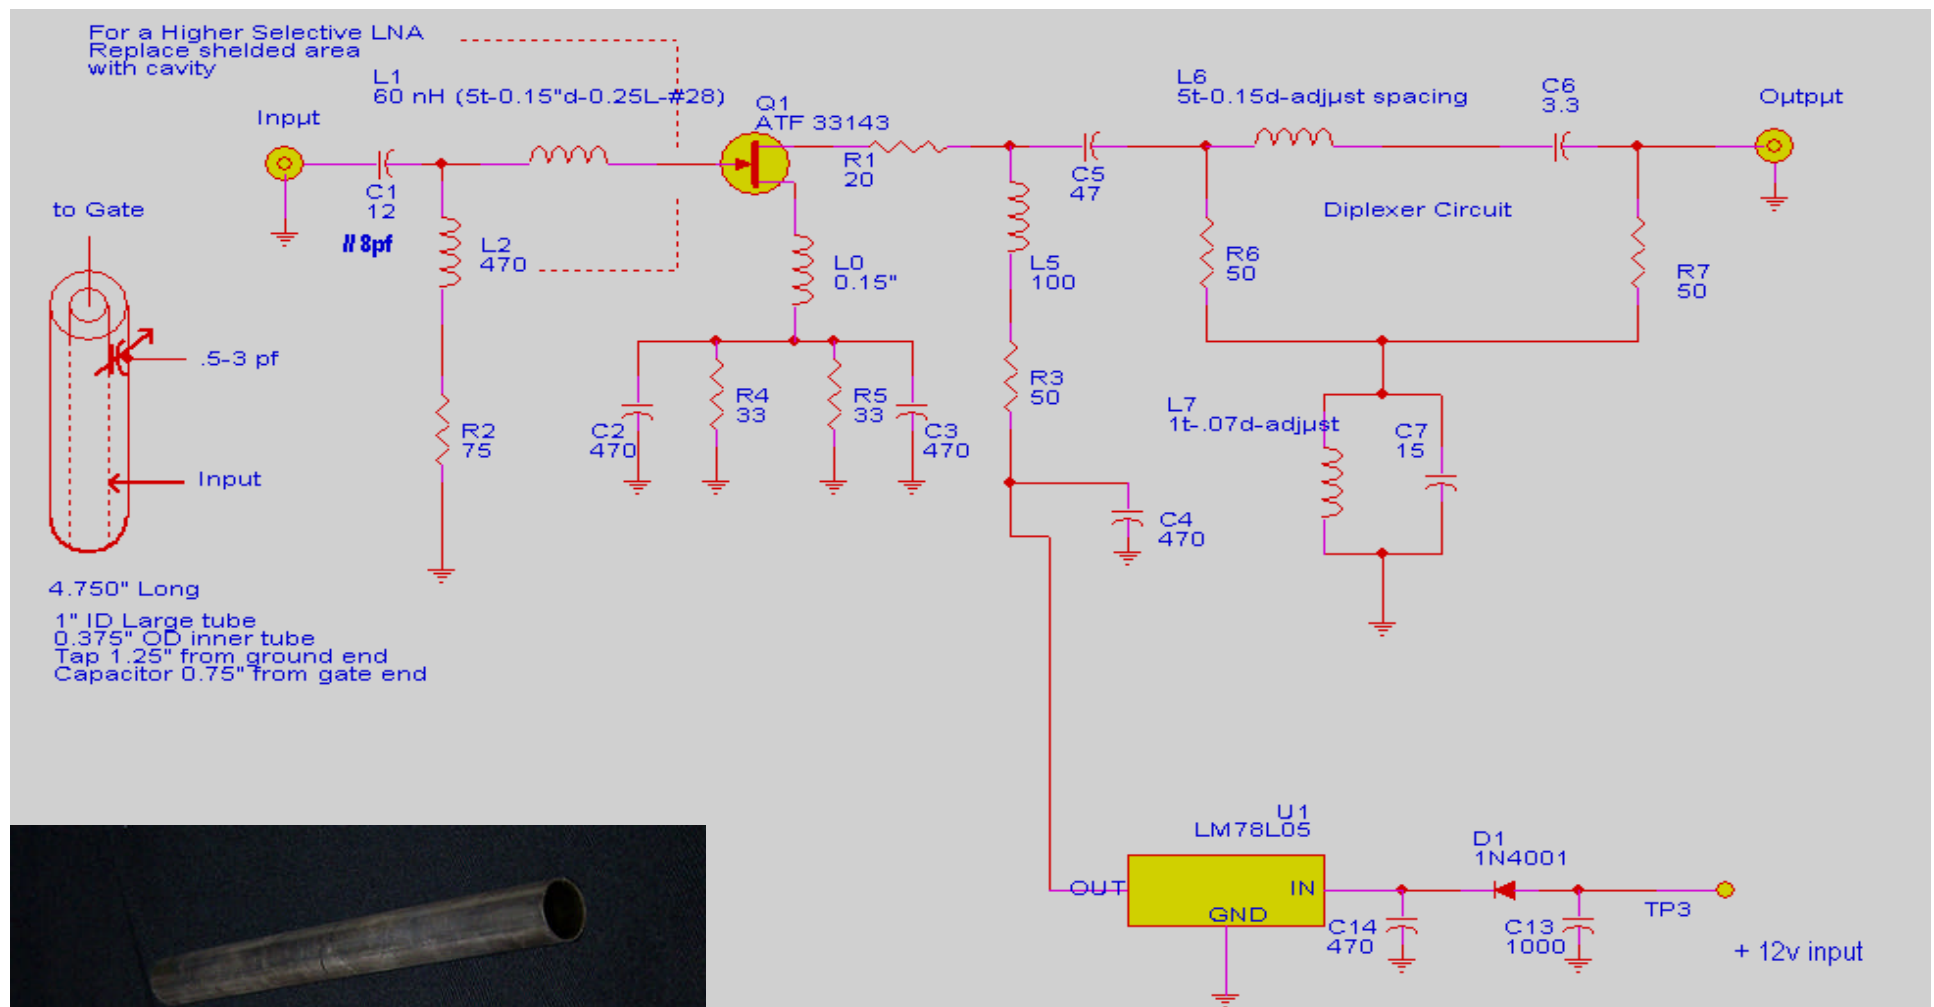 For a Higher Selective LNA
Replace shelded area
with cavity
L1
60 nH (5t-0.15"d-0.25L-#28)
Input
C1
12
// 8pf
L2
470
R2
75
Q1
ATF 33143
R1
20
L0
0.15"
C2
470
R4
33
R5
33
C3
470
L5
100
R3
50
C4
470
C5
47
L6
5t-0.15d-adjust spacing
C6
3.3
Output
Diplexer Circuit
R6
50
R7
50
L7
1t-.07d-adjust
C7
15
to Gate
.5-3 pf
Input
4.750" Long
1" ID Large tube
0.375" OD inner tube
Tap 1.25" from ground end
Capacitor 0.75" from gate end
U1
LM78L05
OUT
IN
GND
D1
1N4001
C14
470
C13
1000
TP3
+ 12v input